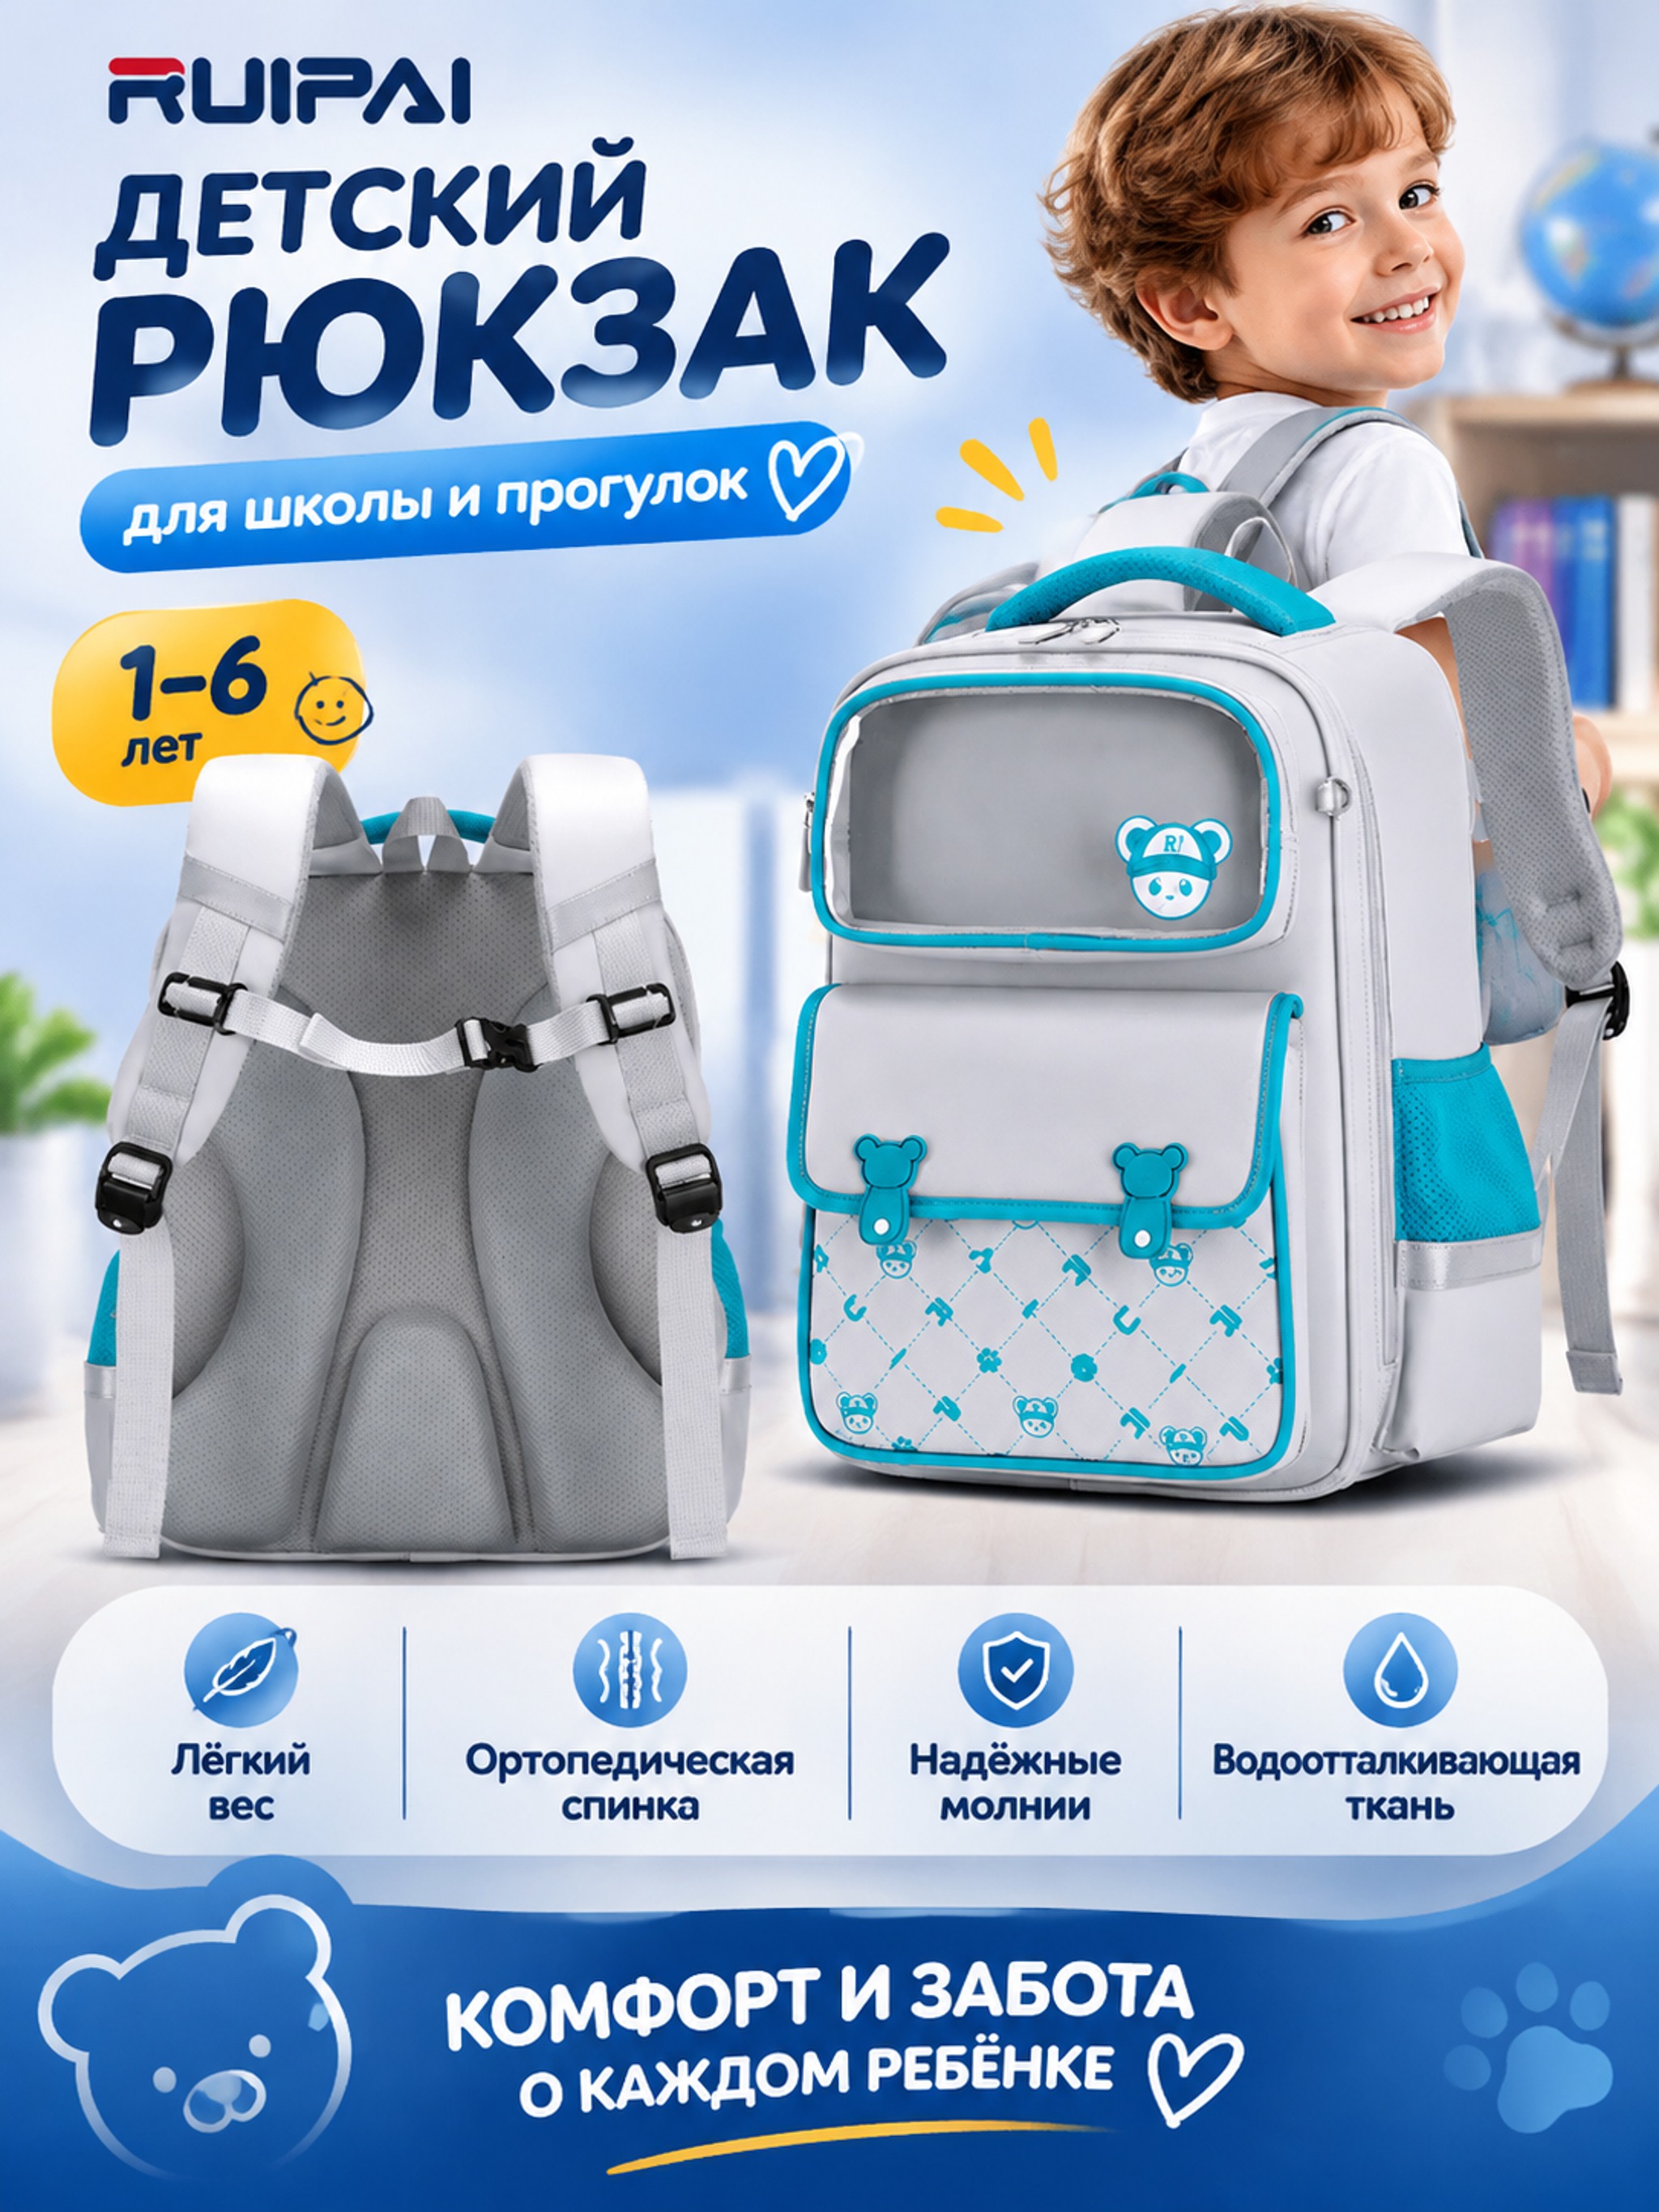 RUIPAI
ДЕТСКИЙ
РЮКЗАК
для школы и прогулок
1–6
лет
Лёгкий
вес
Ортопедическая
спинка
Надёжные
молнии
Водоотталкивающая
ткань
КОМФОРТ И ЗАБОТА
О КАЖДОМ РЕБЁНКЕ